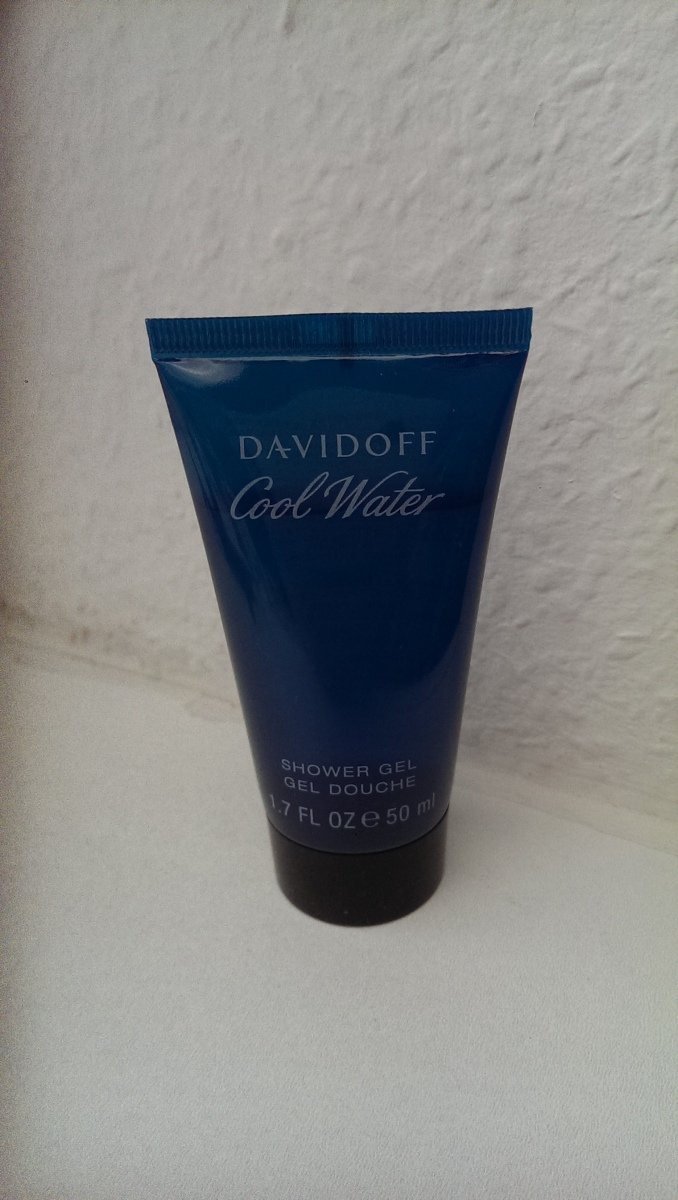 DAVIDOFF
Cool Water
SHOWER GEL
GEL DOUCHE
1.7 FL OZ ℮ 50 ml